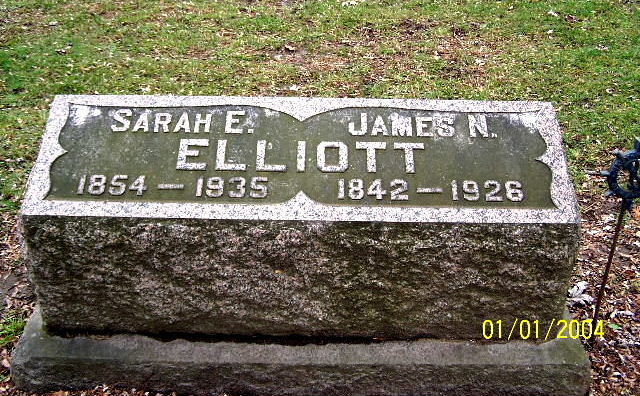 SARAH E. JAMES N.
ELLIOTT
1854 — 1935 1842 — 1926
01/01/2004